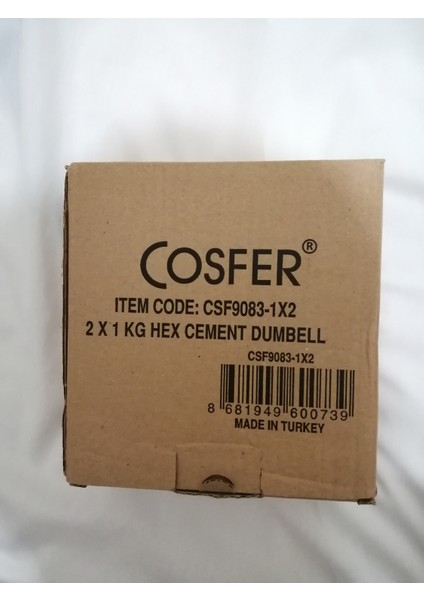 COSFER®
ITEM CODE: CSF9083-1X2
2 X 1 KG HEX CEMENT DUMBELL
CSF9083-1X2
8 681949 600739
MADE IN TURKEY